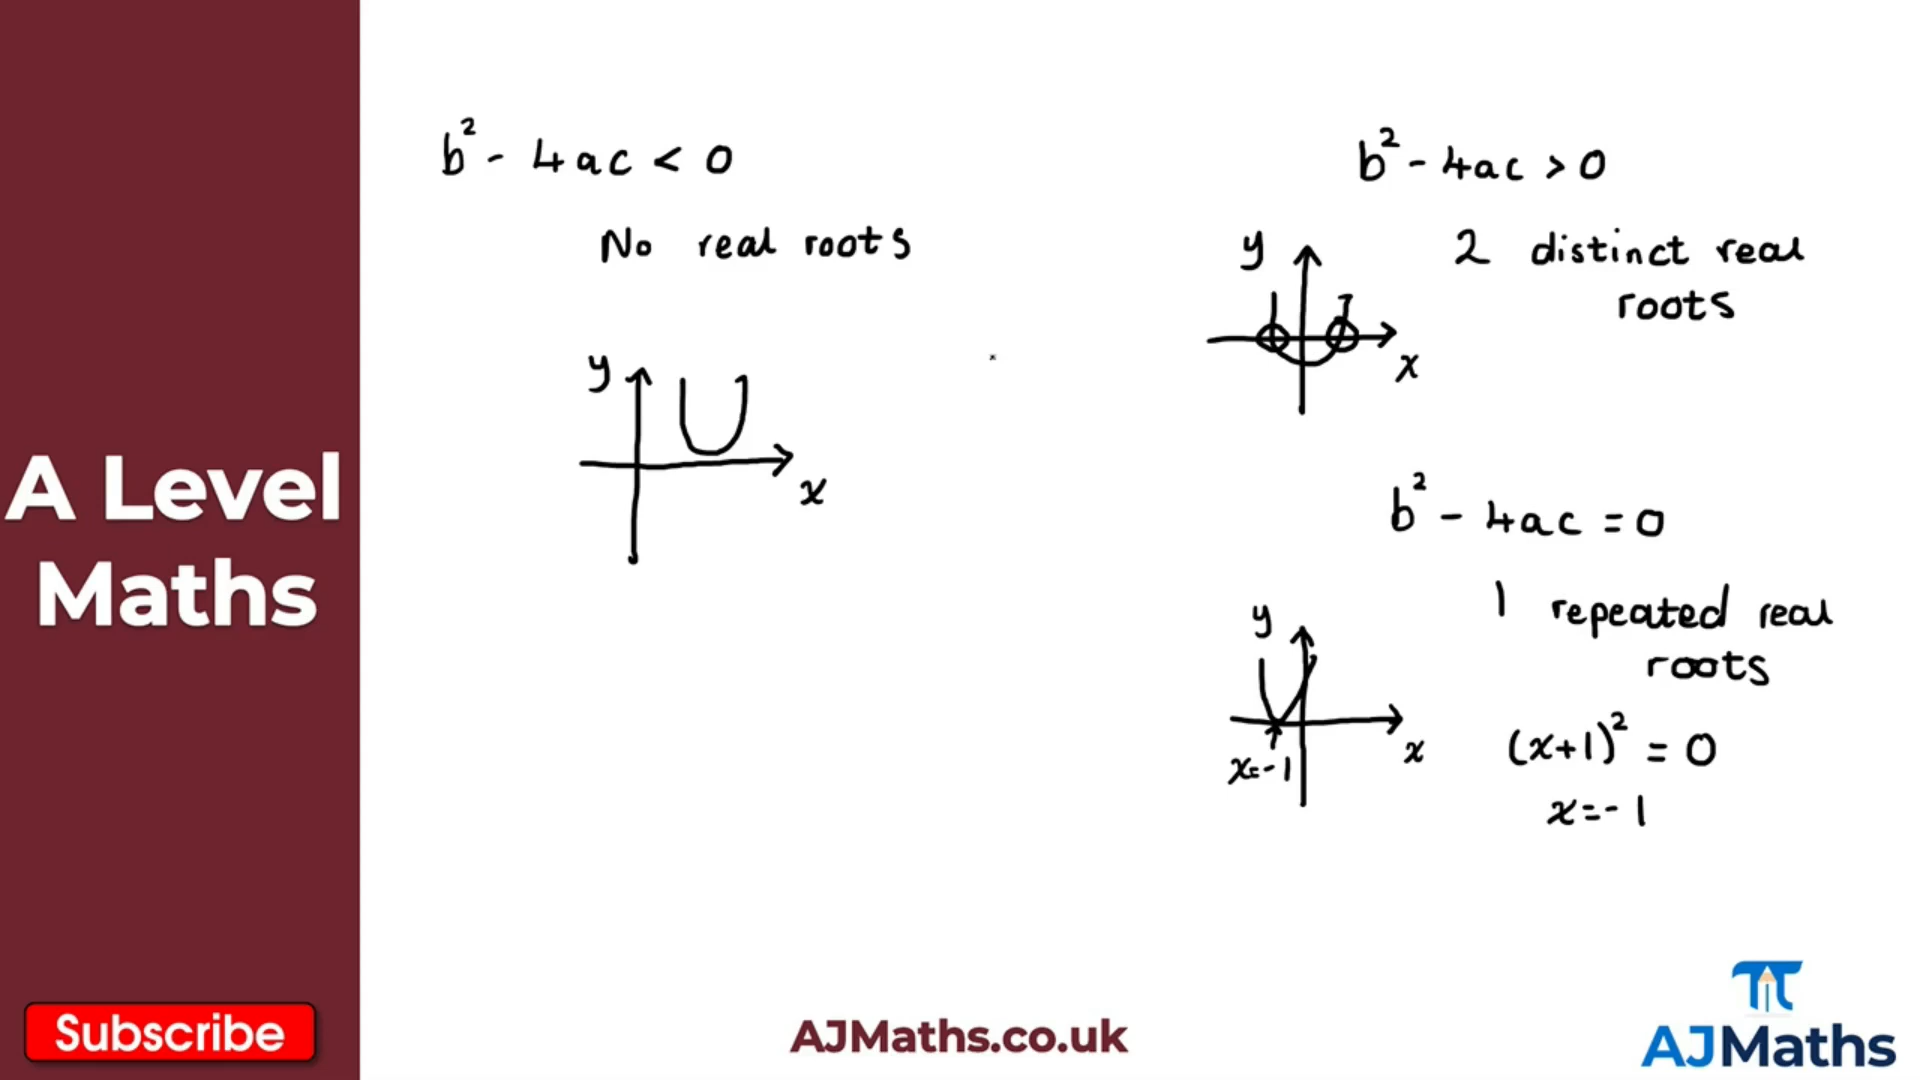 A Level
Maths
Subscribe
b² - 4ac < 0
No real roots
y
x
b² - 4ac > 0
2 distinct real
roots
y
x
b² - 4ac = 0
1 repeated real
roots
y
x
x=-1
(x+1)² = 0
x=-1
AJMaths.co.uk
AJMaths